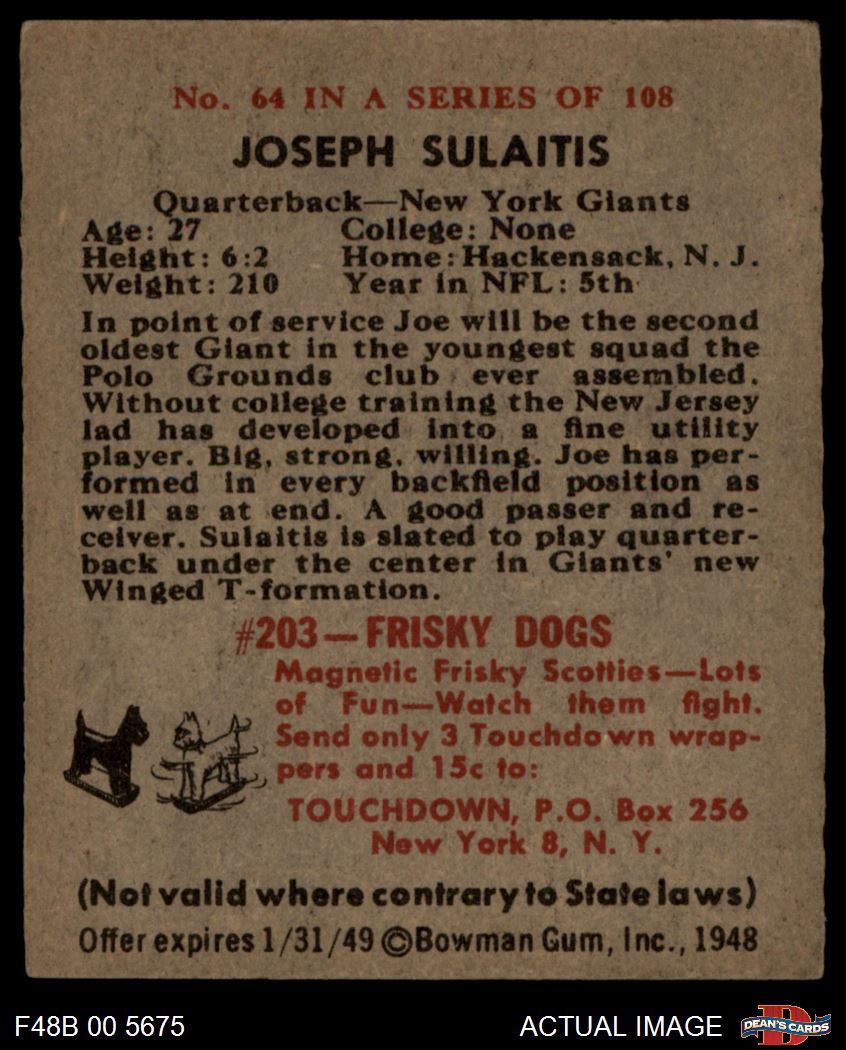 No. 64 IN A SERIES OF 108
JOSEPH SULAITIS
Quarterback—New York Giants
Age: 27 College: None
Height: 6:2 Home: Hackensack, N. J.
Weight: 210 Year in NFL: 5th
In point of service Joe will be the second
oldest Giant in the youngest squad the
Polo Grounds club ever assembled.
Without college training the New Jersey
lad has developed into a fine utility
player. Big, strong, willing. Joe has per-
formed in every backfield position as
well as at end. A good passer and re-
ceiver. Sulaitis is slated to play quarter-
back under the center in Giants' new
Winged T-formation.
#203—FRISKY DOGS
Magnetic Frisky Scotties—Lots
of Fun—Watch them fight.
Send only 3 Touchdown wrap-
pers and 15c to:
TOUCHDOWN, P.O. Box 256
New York 8, N. Y.
(Not valid where contrary to State laws)
Offer expires 1/31/49 ©Bowman Gum, Inc., 1948
F48B 00 5675 ACTUAL IMAGE D DEAN'S CARDS